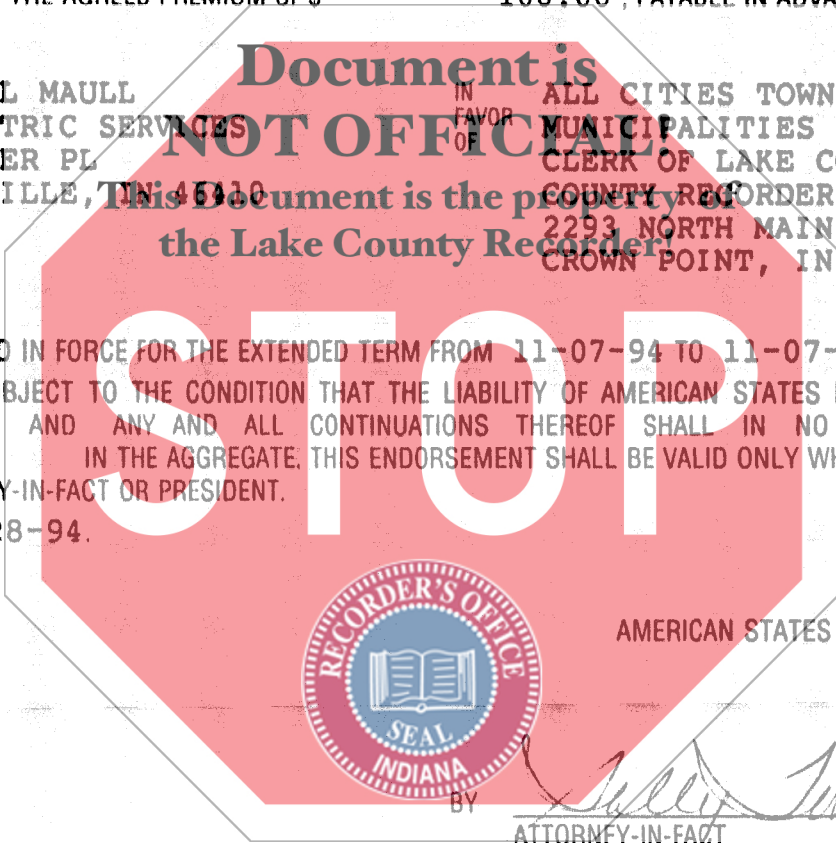 THE AGREED PREMIUM OF $ 100.00 , PAYABLE IN ADVA
Document is
NOT OFFICIAL!
This Document is the property of
the Lake County Recorder!
L MAULL IN ALL CITIES TOWN
TRIC SERVICES FAVOR MUNICIPALITIES
ER PL OF CLERK OF LAKE CO
ILLE, IN 46410 COUNTY RECORDER
2293 NORTH MAIN
CROWN POINT, IN
D IN FORCE FOR THE EXTENDED TERM FROM 11-07-94 TO 11-07-
BJECT TO THE CONDITION THAT THE LIABILITY OF AMERICAN STATES
AND ANY AND ALL CONTINUATIONS THEREOF SHALL IN NO
IN THE AGGREGATE. THIS ENDORSEMENT SHALL BE VALID ONLY WH
Y-IN-FACT OR PRESIDENT.
28-94.
STOP
RECORDER'S OFFICE
SEAL
INDIANA
AMERICAN STATES
BY
ATTORNEY-IN-FACT